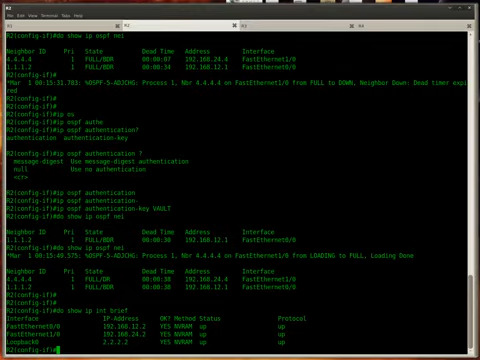 R2
File Edit View Terminal Tabs Help
R1 R2 R3 R4
R2(config-if)#do show ip ospf nei
Neighbor ID Pri State Dead Time Address Interface
4.4.4.4 1 FULL/BDR 00:00:07 192.168.24.4 FastEthernet1/0
1.1.1.2 1 FULL/BDR 00:00:34 192.168.12.1 FastEthernet0/0
R2(config-if)#
*Mar 1 00:15:31.703: %OSPF-5-ADJCHG: Process 1, Nbr 4.4.4.4 on FastEthernet1/0 from FULL to DOWN, Neighbor Down: Dead timer expi
red
R2(config-if)#
R2(config-if)#
R2(config-if)#ip os
R2(config-if)#ip ospf authe
R2(config-if)#ip ospf authentication?
authentication authentication-key
R2(config-if)#ip ospf authentication ?
message-digest Use message-digest authentication
null Use no authentication
<cr>
R2(config-if)#ip ospf authentication
R2(config-if)#ip ospf authentication-
R2(config-if)#ip ospf authentication-key VAULT
R2(config-if)#do show ip ospf nei
Neighbor ID Pri State Dead Time Address Interface
1.1.1.2 1 FULL/BDR 00:00:30 192.168.12.1 FastEthernet0/0
R2(config-if)#do show ip ospf nei
*Mar 1 00:15:49.575: %OSPF-5-ADJCHG: Process 1, Nbr 4.4.4.4 on FastEthernet1/0 from LOADING to FULL, Loading Done
Neighbor ID Pri State Dead Time Address Interface
4.4.4.4 1 FULL/DR 00:00:38 192.168.24.4 FastEthernet1/0
1.1.1.2 1 FULL/BDR 00:00:38 192.168.12.1 FastEthernet0/0
R2(config-if)#
R2(config-if)#
R2(config-if)#do show ip int brief
Interface IP-Address OK? Method Status Protocol
FastEthernet0/0 192.168.12.2 YES NVRAM up up
FastEthernet1/0 192.168.24.2 YES NVRAM up up
Loopback0 2.2.2.2 YES NVRAM up up
R2(config-if)#